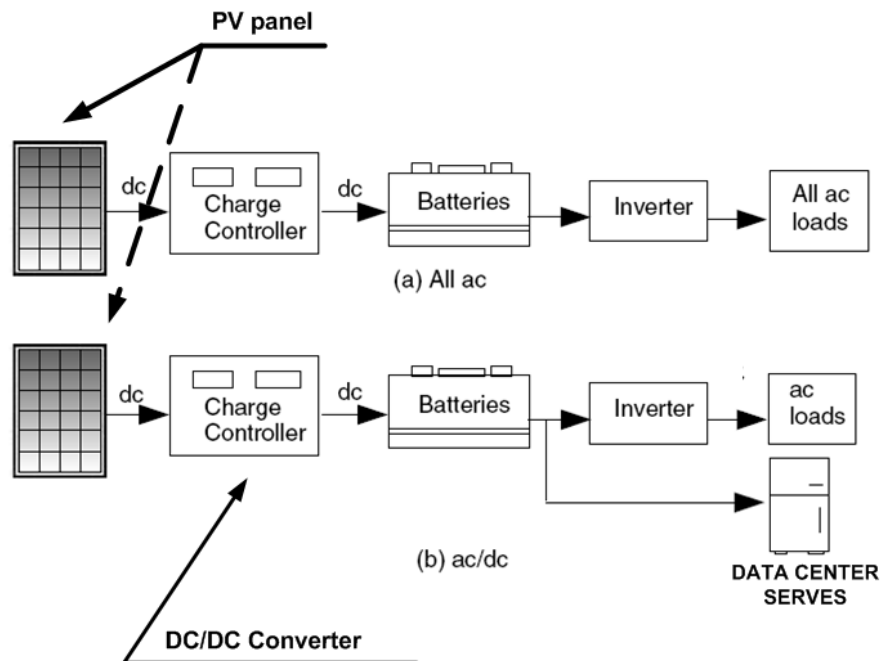 PV panel
dc
Charge
Controller
dc
Batteries
Inverter
All ac
loads
(a) All ac
dc
Charge
Controller
dc
Batteries
Inverter
ac
loads
(b) ac/dc
DATA CENTER
SERVES
DC/DC Converter